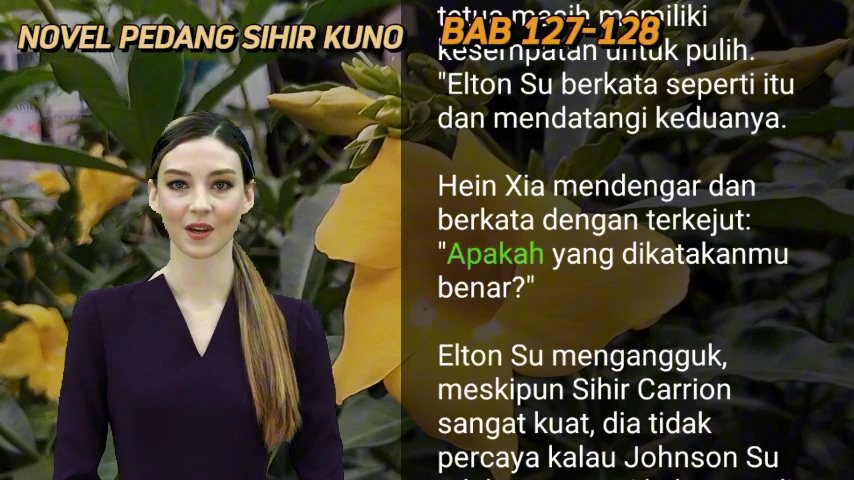 NOVEL PEDANG SIHIR KUNO
BAB 127-128
masih memiliki
kesempatan untuk pulih.
"Elton Su berkata seperti itu
dan mendatangi keduanya.
Hein Xia mendengar dan
berkata dengan terkejut:
"Apakah yang dikatakanmu
benar?"
Elton Su mengangguk,
meskipun Sihir Carrion
sangat kuat, dia tidak
percaya kalau Johnson Su